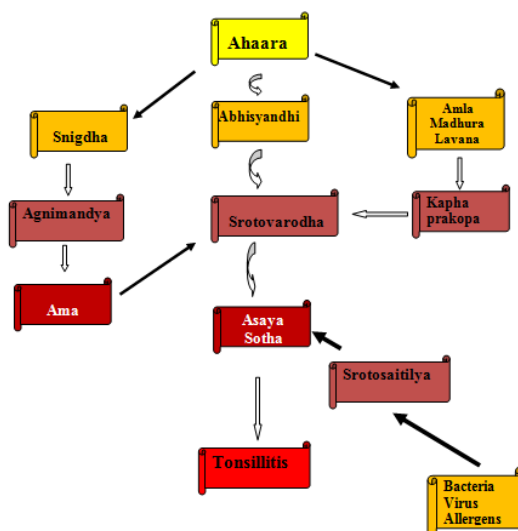 Ahaara
Snigdha
Abhisyandhi
Amla
Madhura
Lavana
Agnimandya
Srotovarodha
Kapha
prakopa
Ama
Asaya
Sotha
Srotosaitilya
Tonsillitis
Bacteria
Virus
Allergens